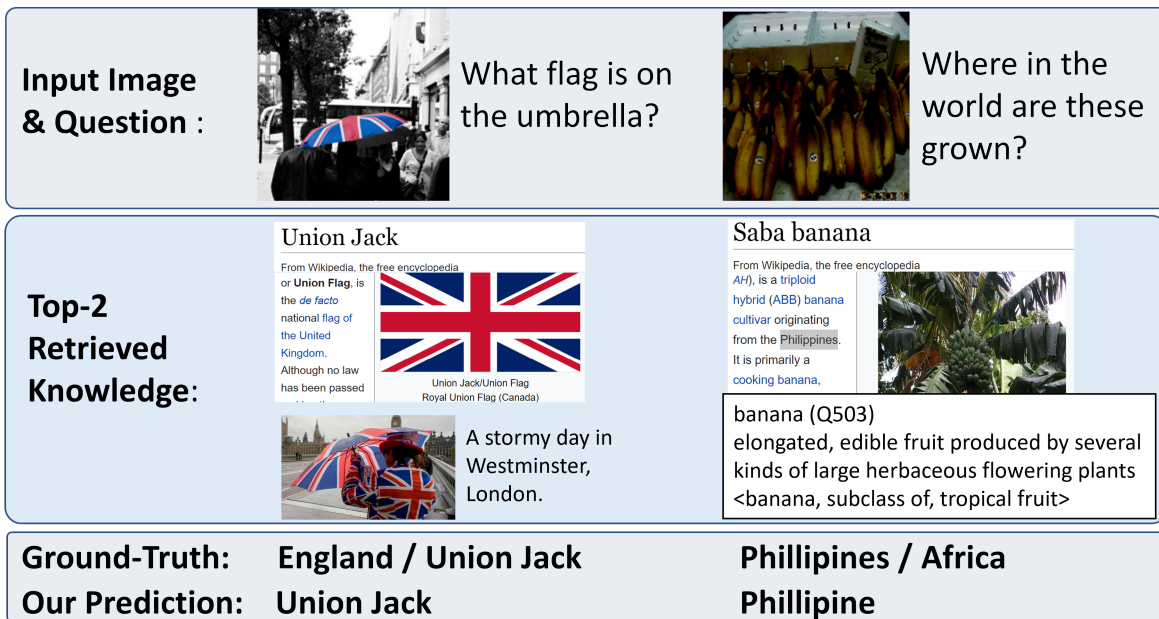 Input Image
& Question :
What flag is on
the umbrella?
Where in the
world are these
grown?
Top-2
Retrieved
Knowledge:
Union Jack
From Wikipedia, the free encyclopedia
or Union Flag, is
the de facto
national flag of
the United
Kingdom.
Although no law
has been passed
Union Jack/Union Flag
Royal Union Flag (Canada)
A stormy day in
Westminster,
London.
Saba banana
From Wikipedia, the free encyclopedia
AH), is a triploid
hybrid (ABB) banana
cultivar originating
from the Philippines.
It is primarily a
cooking banana,
banana (Q503)
elongated, edible fruit produced by several
kinds of large herbaceous flowering plants
<banana, subclass of, tropical fruit>
Ground-Truth:
England / Union Jack
Phillipines / Africa
Our Prediction:
Union Jack
Phillipine